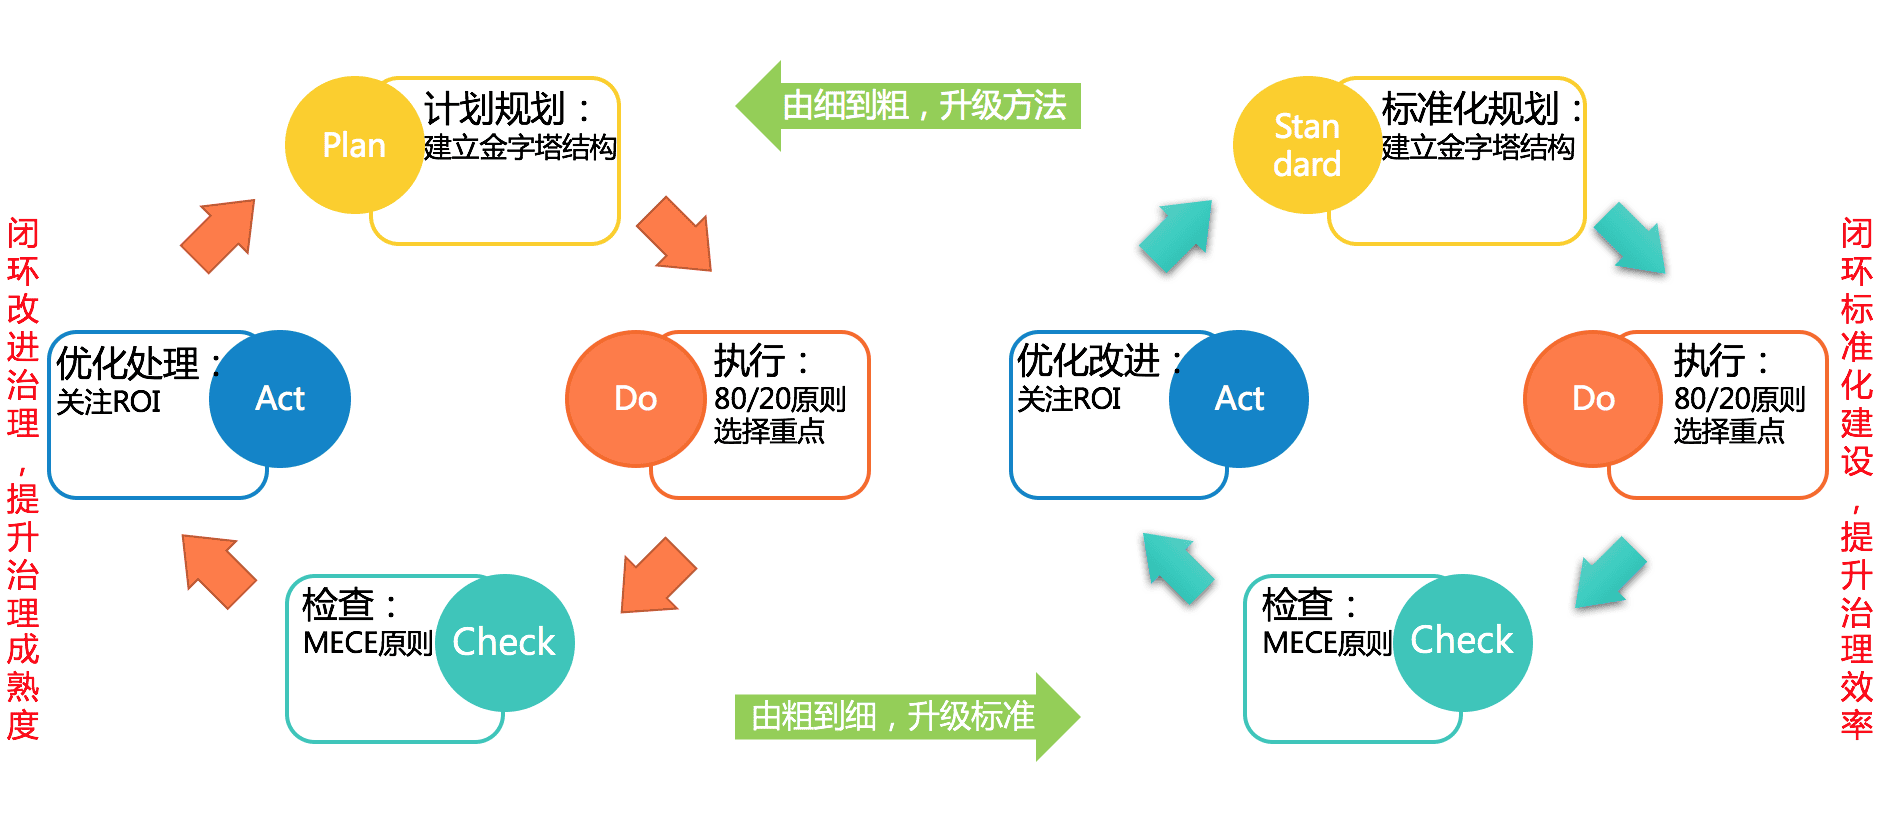 闭环改进治理，提升治理成熟度
Plan
计划规划：
建立金字塔结构
Do
执行：
80/20原则
选择重点
Check
检查：
MECE原则
Act
优化处理：
关注ROI
由细到粗，升级方法
由粗到细，升级标准
Stan
dard
标准化规划：
建立金字塔结构
Do
执行：
80/20原则
选择重点
Check
检查：
MECE原则
Act
优化改进：
关注ROI
闭环标准化建设，提升治理效率